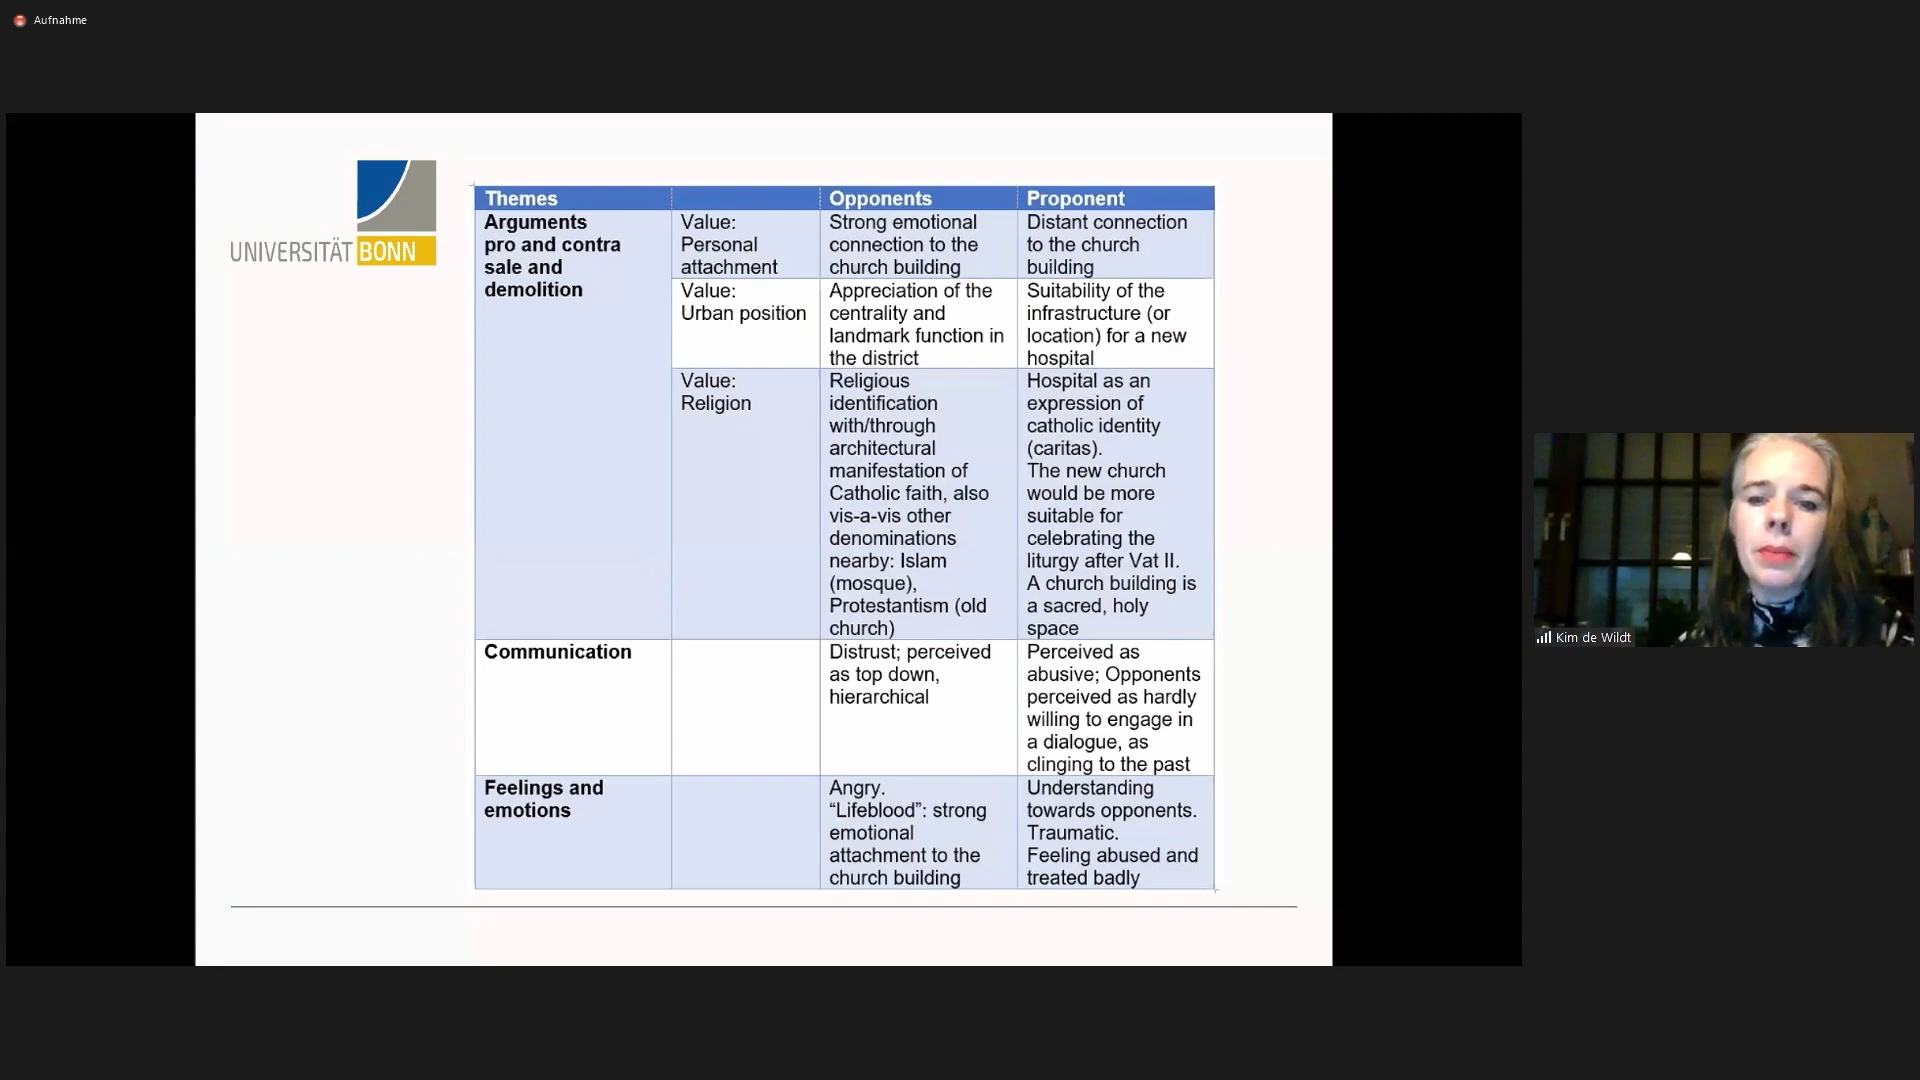 Aufnahme
UNIVERSITÄT BONN
Themes
Opponents
Proponent
Arguments
pro and contra
sale and
demolition
Value:
Personal
attachment
Strong emotional
connection to the
church building
Distant connection
to the church
building
Value:
Urban position
Appreciation of the
centrality and
landmark function in
the district
Suitability of the
infrastructure (or
location) for a new
hospital
Value:
Religion
Religious
identification
with/through
architectural
manifestation of
Catholic faith, also
vis-a-vis other
denominations
nearby: Islam
(mosque),
Protestantism (old
church)
Hospital as an
expression of
catholic identity
(caritas).
The new church
would be more
suitable for
celebrating the
liturgy after Vat II.
A church building is
a sacred, holy
space
Communication
Distrust; perceived
as top down,
hierarchical
Perceived as
abusive; Opponents
perceived as hardly
willing to engage in
a dialogue, as
clinging to the past
Feelings and
emotions
Angry.
“Lifeblood”: strong
emotional
attachment to the
church building
Understanding
towards opponents.
Traumatic.
Feeling abused and
treated badly
Kim de Wildt